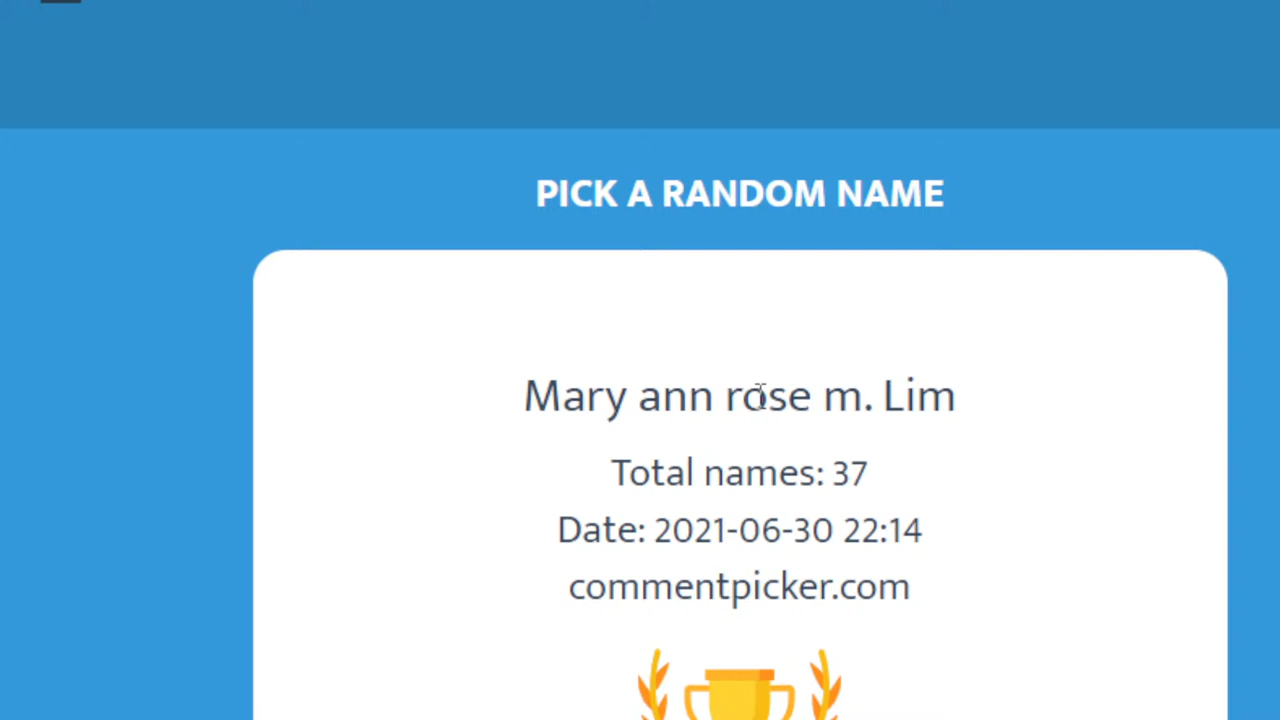 PICK A RANDOM NAME
Mary ann rose m. Lim
Total names: 37
Date: 2021-06-30 22:14
commentpicker.com